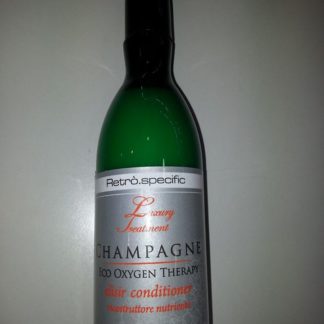 Retrò.specific
Luxury
Treatment
CHAMPAGNE
ECO OXYGEN THERAPY
elisir conditioner
ricostruttore nutriente